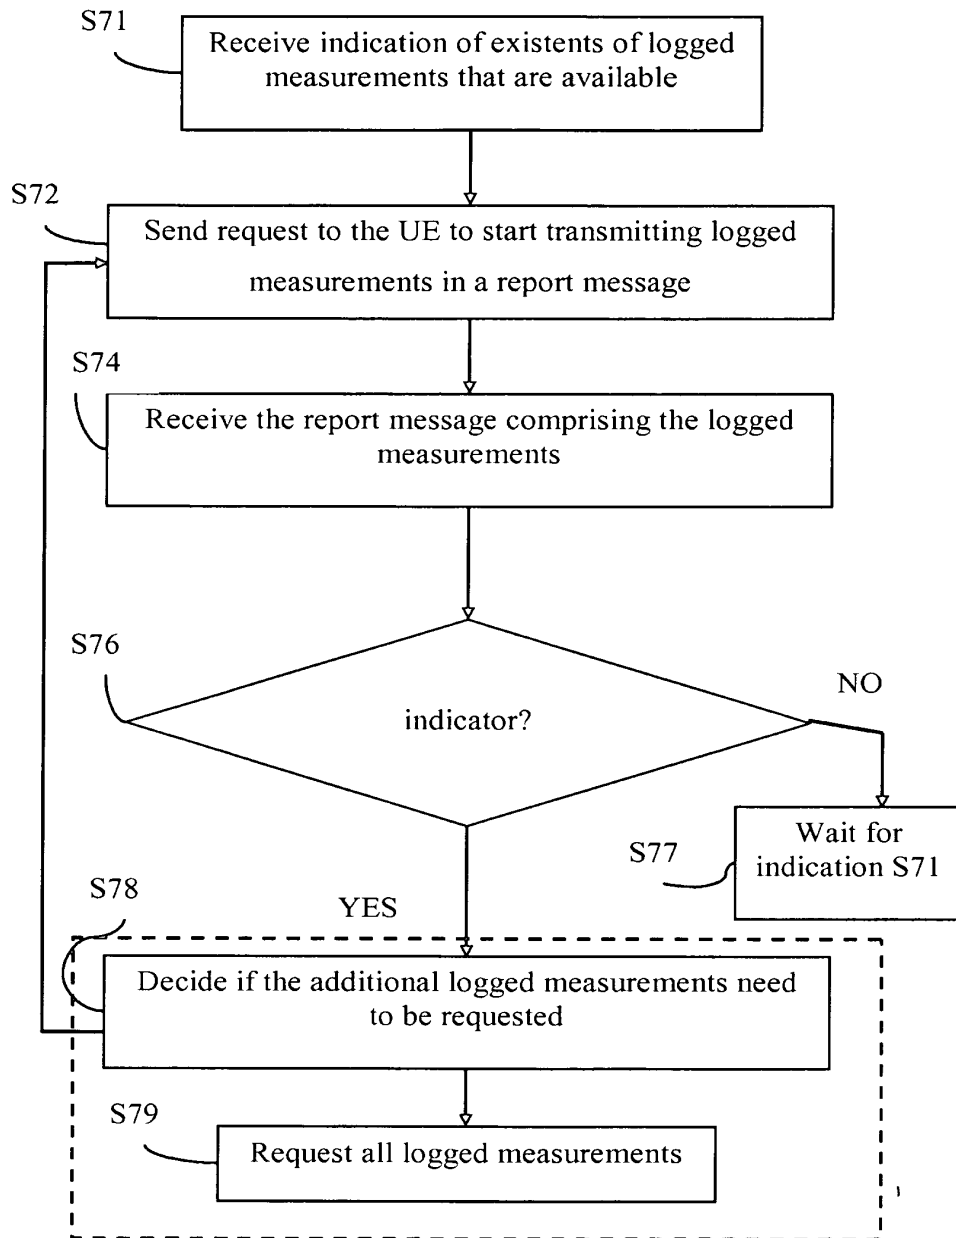 S71
Receive indication of existents of logged
measurements that are available
S72
Send request to the UE to start transmitting logged
measurements in a report message
S74
Receive the report message comprising the logged
measurements
S76
indicator?
NO
S77
Wait for
indication S71
S78
YES
Decide if the additional logged measurements need
to be requested
S79
Request all logged measurements